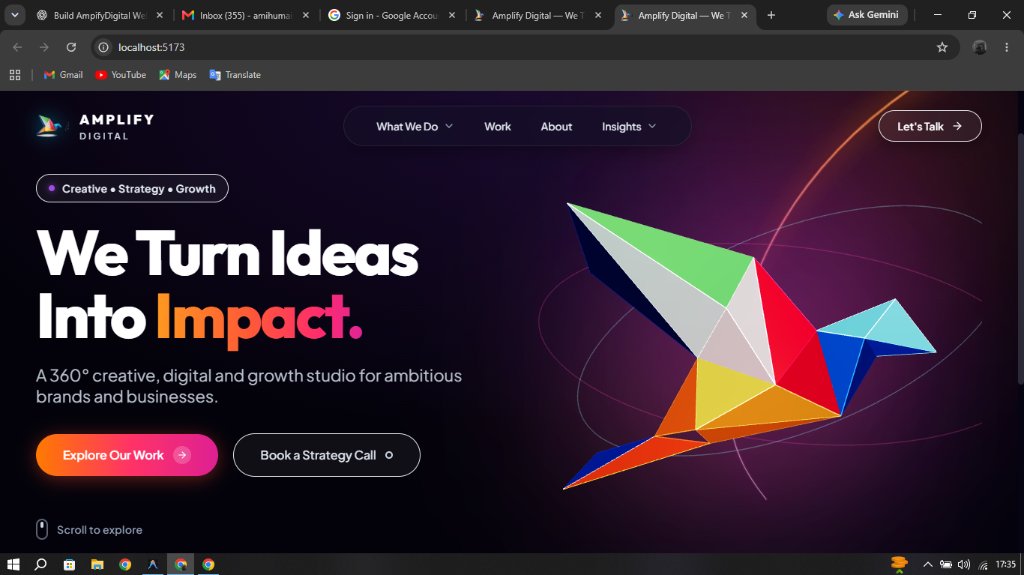 Build AmpifyDigital We
Inbox (355) - amihumai
Sign in - Google Accou
Amplify Digital — We T
Amplify Digital — We T
Ask Gemini
localhost:5173
Gmail
YouTube
Maps
Translate
AMPLIFY
DIGITAL
What We Do
Work
About
Insights
Let's Talk
Creative • Strategy • Growth
We Turn Ideas
Into Impact.
A 360° creative, digital and growth studio for ambitious
brands and businesses.
Explore Our Work
Book a Strategy Call
Scroll to explore
17:35